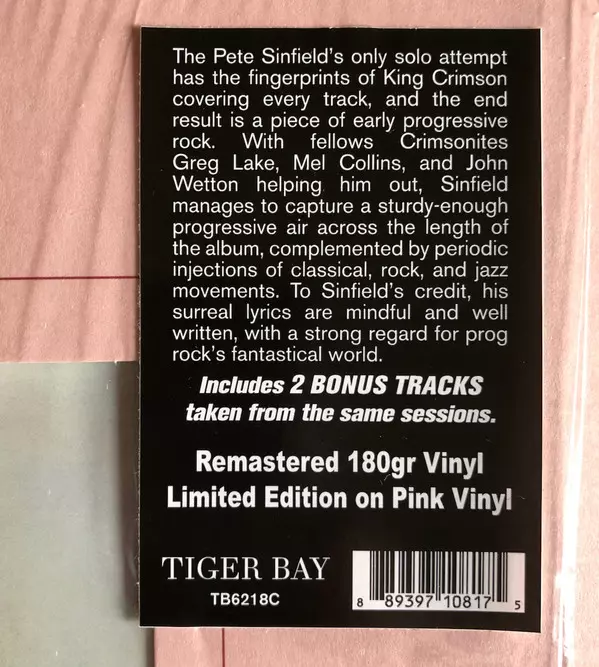 The Pete Sinfield's only solo attempt
has the fingerprints of King Crimson
covering every track, and the end
result is a piece of early progressive
rock. With fellows Crimsonites
Greg Lake, Mel Collins, and John
Wetton helping him out, Sinfield
manages to capture a sturdy-enough
progressive air across the length of
the album, complemented by periodic
injections of classical, rock, and jazz
movements. To Sinfield's credit, his
surreal lyrics are mindful and well
written, with a strong regard for prog
rock's fantastical world.
Includes 2 BONUS TRACKS
taken from the same sessions.
Remastered 180gr Vinyl
Limited Edition on Pink Vinyl
TIGER BAY
TB6218C
8 89397 10817 5